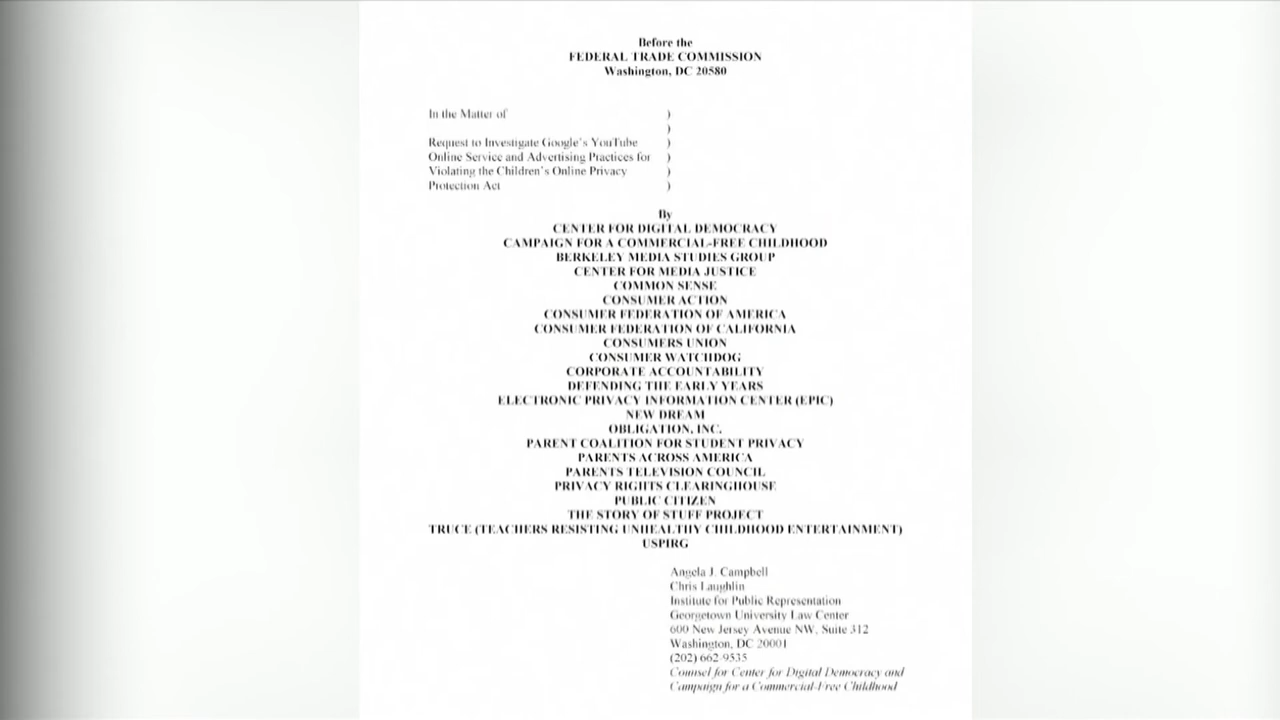 Before the
FEDERAL TRADE COMMISSION
Washington, DC 20580
In the Matter of )
)
Request to Investigate Google's YouTube )
Online Service and Advertising Practices for )
Violating the Children's Online Privacy )
Protection Act )
By
CENTER FOR DIGITAL DEMOCRACY
CAMPAIGN FOR A COMMERCIAL-FREE CHILDHOOD
BERKELEY MEDIA STUDIES GROUP
CENTER FOR MEDIA JUSTICE
COMMON SENSE
CONSUMER ACTION
CONSUMER FEDERATION OF AMERICA
CONSUMER FEDERATION OF CALIFORNIA
CONSUMERS UNION
CONSUMER WATCHDOG
CORPORATE ACCOUNTABILITY
DEFENDING THE EARLY YEARS
ELECTRONIC PRIVACY INFORMATION CENTER (EPIC)
NEW DREAM
OBLIGATION, INC.
PARENT COALITION FOR STUDENT PRIVACY
PARENTS ACROSS AMERICA
PARENTS TELEVISION COUNCIL
PRIVACY RIGHTS CLEARINGHOUSE
PUBLIC CITIZEN
THE STORY OF STUFF PROJECT
TRUCE (TEACHERS RESISTING UNHEALTHY CHILDHOOD ENTERTAINMENT)
USPIRG
Angela J. Campbell
Chris Laughlin
Institute for Public Representation
Georgetown University Law Center
600 New Jersey Avenue NW, Suite 312
Washington, DC 20001
(202) 662-9535
Counsel for Center for Digital Democracy and
Campaign for a Commercial-Free Childhood